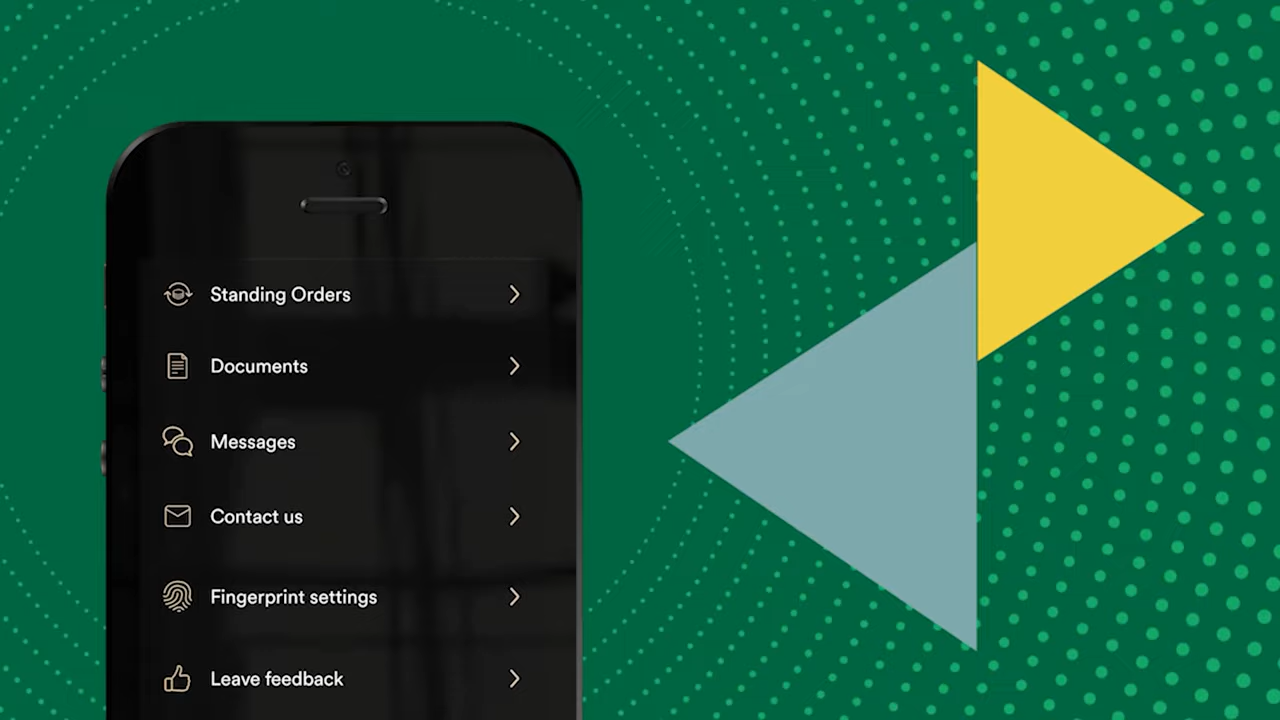 Standing Orders
Documents
Messages
Contact us
Fingerprint settings
Leave feedback